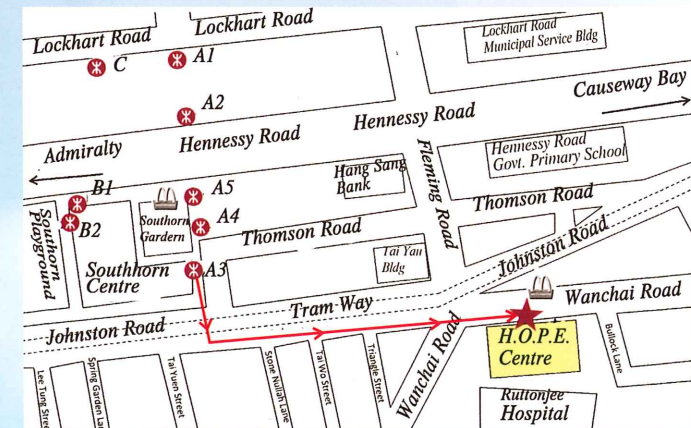 Lockhart Road
Lockhart Road
Lockhart Road
Municipal Service Bldg
C
A1
A2
Causeway Bay
Hennessy Road
Hennessy Road
Admiralty
Hennessy Road
Govt. Primary School
Fleming Road
Hang Sang
Bank
B1
B2
A5
A4
Southorn
Playground
Southorn
Gardern
Thomson Road
Thomson Road
Southhorn
Centre
A3
Tai Yau
Bldg
Johnston Road
Tram Way
Wanchai Road
Johnston Road
H.O.P.E.
Centre
Wanchai Road
Bullock Lane
Lee Tung Street
Spring Garden Lane
Tai Yuen Street
Stone Nullah Lane
Tai Wo Street
Triangle Street
Ruttonjee
Hospital